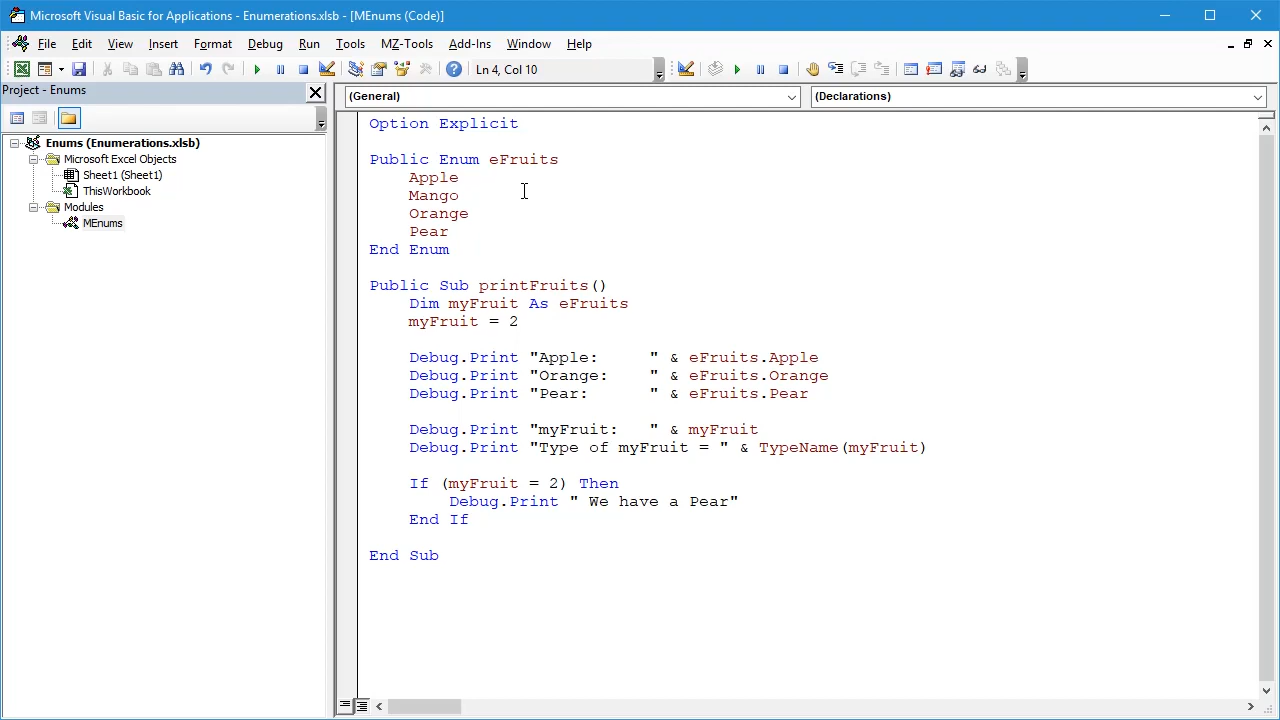 Microsoft Visual Basic for Applications - Enumerations.xlsb - [MEnums (Code)]
File Edit View Insert Format Debug Run Tools MZ-Tools Add-Ins Window Help
Ln 4, Col 10
Project - Enums
(General) (Declarations)
Enums (Enumerations.xlsb)
Microsoft Excel Objects
Sheet1 (Sheet1)
ThisWorkbook
Modules
MEnums
Option Explicit
Public Enum eFruits
    Apple
    Mango
    Orange
    Pear
End Enum
Public Sub printFruits()
    Dim myFruit As eFruits
    myFruit = 2
    Debug.Print "Apple:     " & eFruits.Apple
    Debug.Print "Orange:    " & eFruits.Orange
    Debug.Print "Pear:      " & eFruits.Pear
    Debug.Print "myFruit:   " & myFruit
    Debug.Print "Type of myFruit = " & TypeName(myFruit)
    If (myFruit = 2) Then
        Debug.Print " We have a Pear"
    End If
End Sub